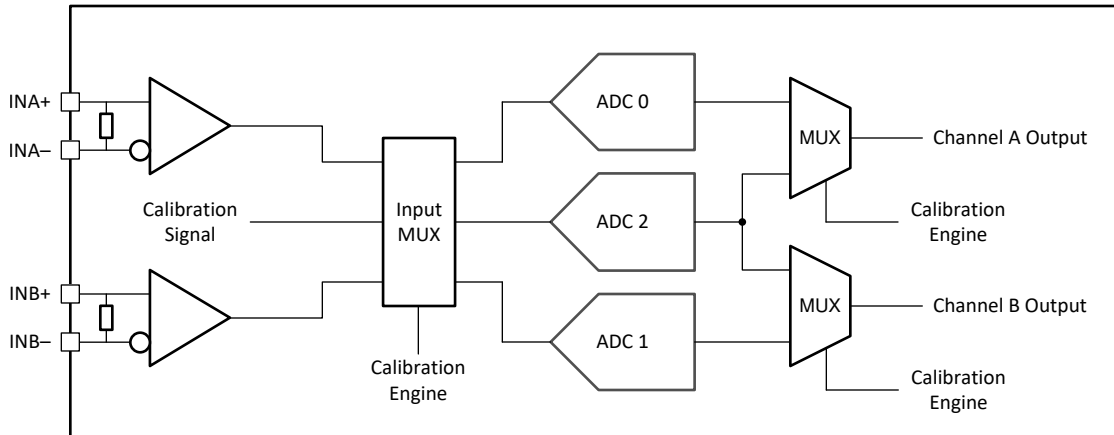 INA+
INA–
ADC 0
MUX
Channel A Output
Calibration
Signal
Input
MUX
ADC 2
Calibration
Engine
INB+
INB–
MUX
Channel B Output
ADC 1
Calibration
Engine
Calibration
Engine